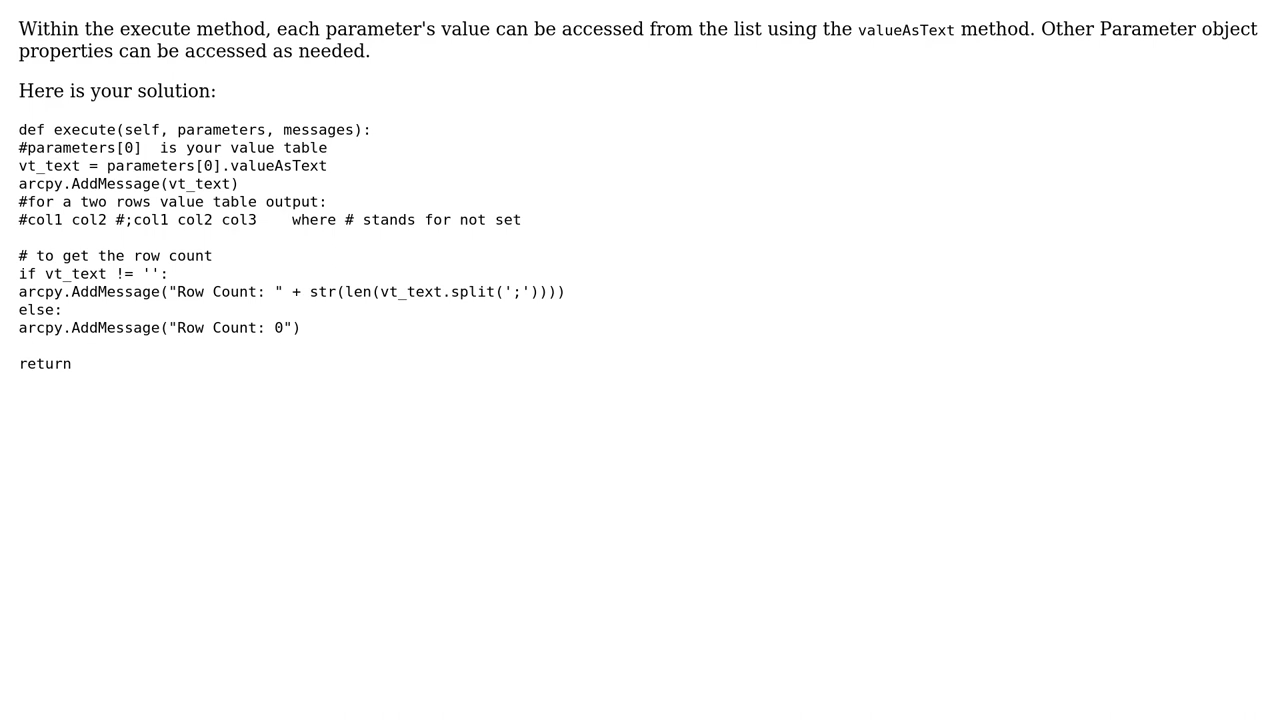 Within the execute method, each parameter's value can be accessed from the list using the valueAsText method. Other Parameter object
properties can be accessed as needed.
Here is your solution:
def execute(self, parameters, messages):
#parameters[0]  is your value table
vt_text = parameters[0].valueAsText
arcpy.AddMessage(vt_text)
#for a two rows value table output:
#col1 col2 #;col1 col2 col3    where # stands for not set
# to get the row count
if vt_text != '':
arcpy.AddMessage("Row Count: " + str(len(vt_text.split(';'))))
else:
arcpy.AddMessage("Row Count: 0")
return